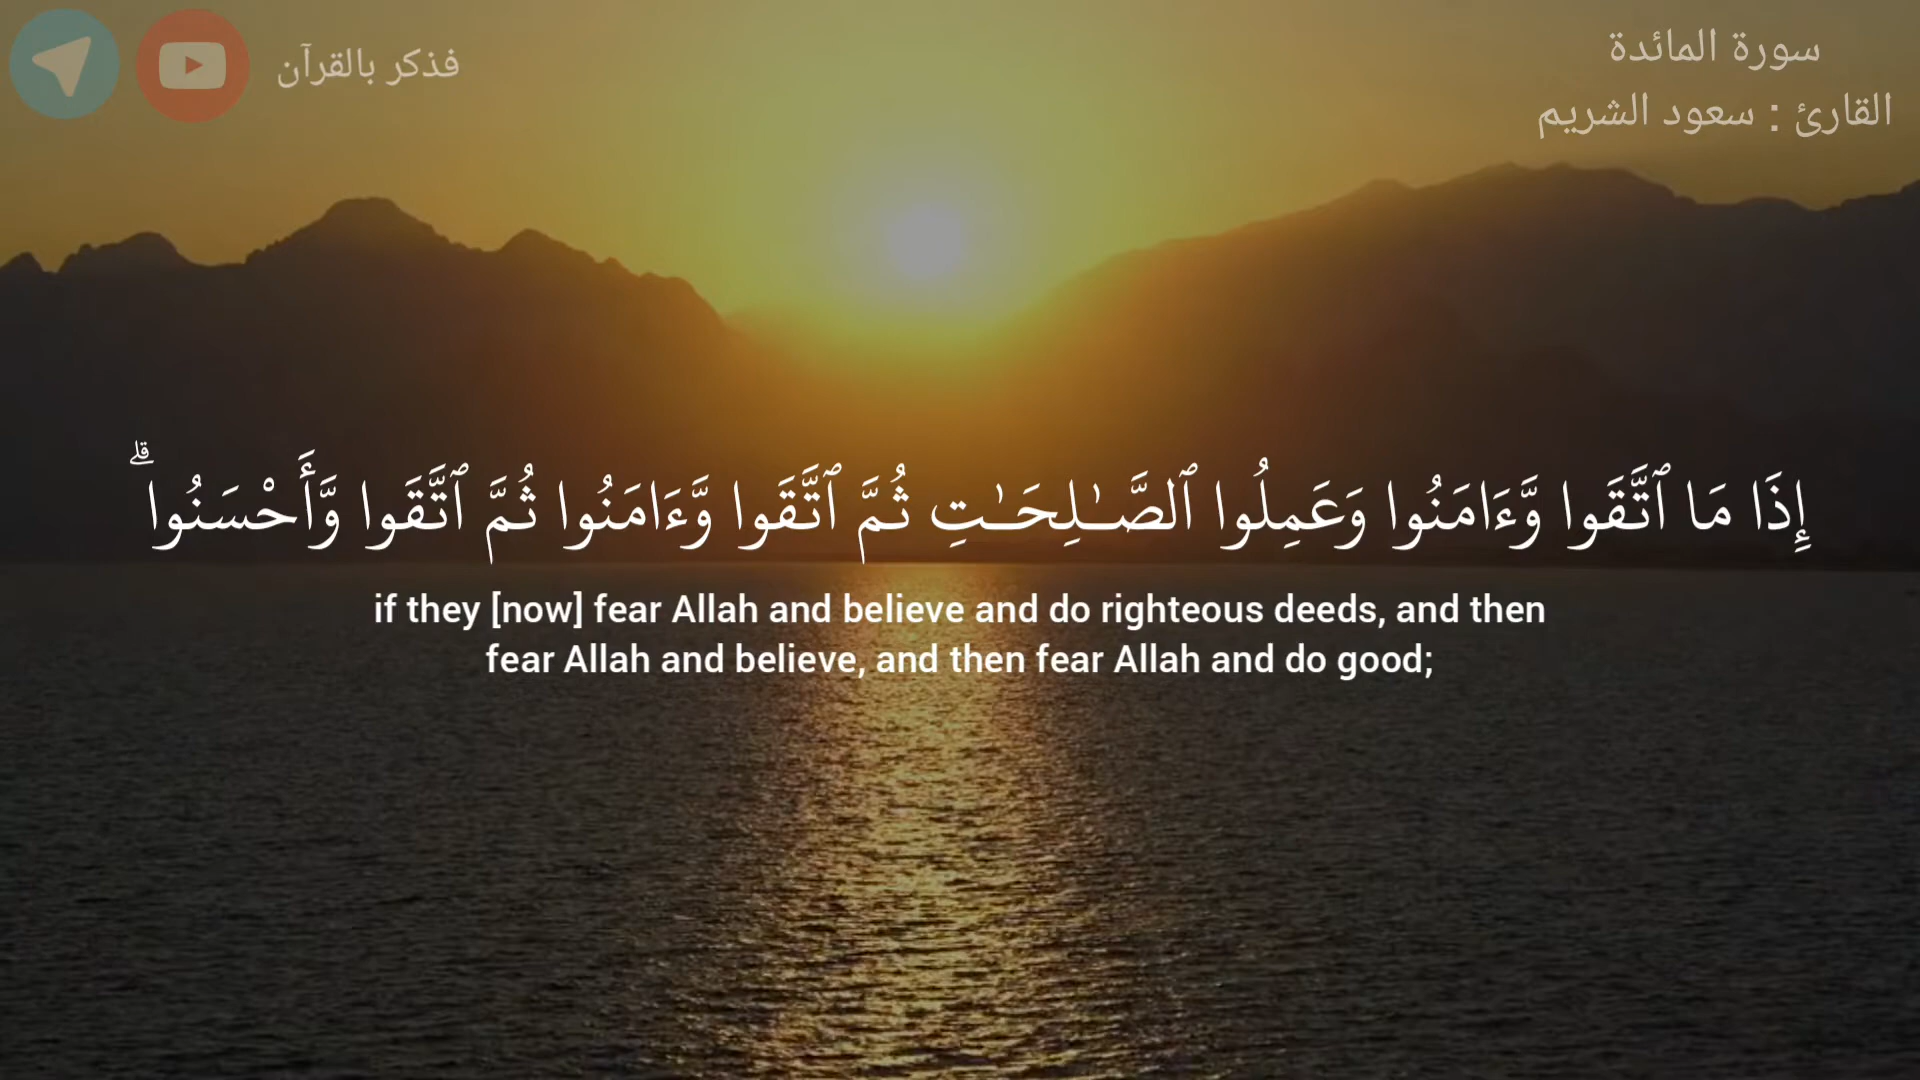 فذكر بالقرآن
سورة المائدة
القارئ : سعود الشريم
إِذَا مَا ٱتَّقَوا وَّءَامَنُوا وَعَمِلُوا ٱلصَّـٰلِحَـٰتِ ثُمَّ ٱتَّقَوا وَّءَامَنُوا ثُمَّ ٱتَّقَوا وَّأَحْسَنُوا ۗ
if they [now] fear Allah and believe and do righteous deeds, and then
fear Allah and believe, and then fear Allah and do good;